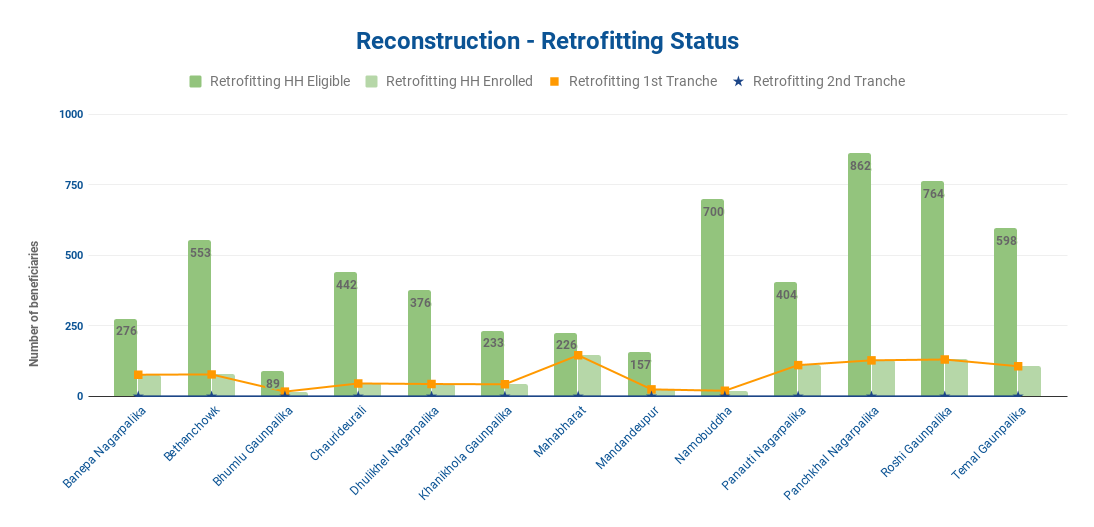 Reconstruction - Retrofitting Status
Retrofitting HH Eligible Retrofitting HH Enrolled Retrofitting 1st Tranche Retrofitting 2nd Tranche
Number of beneficiaries
1000
750
500
250
0
276
553
89
442
376
233
226
157
700
404
862
764
598
Banepa Nagarpalika
Bethanchowk
Bhumlu Gaunpalika
Chaurideurali
Dhulikhel Nagarpalika
Khanikhola Gaunpalika
Mahabharat
Mandandeupur
Namobuddha
Panauti Nagarpalika
Panchkhal Nagarpalika
Roshi Gaunpalika
Temal Gaunpalika